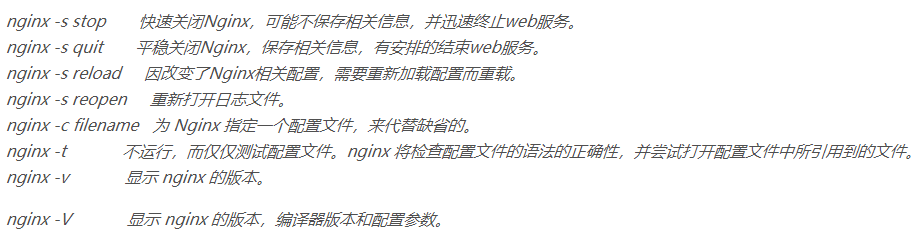 nginx -s stop 快速关闭Nginx，可能不保存相关信息，并迅速终止web服务。
nginx -s quit 平稳关闭Nginx，保存相关信息，有安排的结束web服务。
nginx -s reload 因改变了Nginx相关配置，需要重新加载配置而重载。
nginx -s reopen 重新打开日志文件。
nginx -c filename 为 Nginx 指定一个配置文件，来代替缺省的。
nginx -t 不运行，而仅仅测试配置文件。nginx 将检查配置文件的语法的正确性，并尝试打开配置文件中所引用到的文件。
nginx -v 显示 nginx 的版本。
nginx -V 显示 nginx 的版本，编译器版本和配置参数。